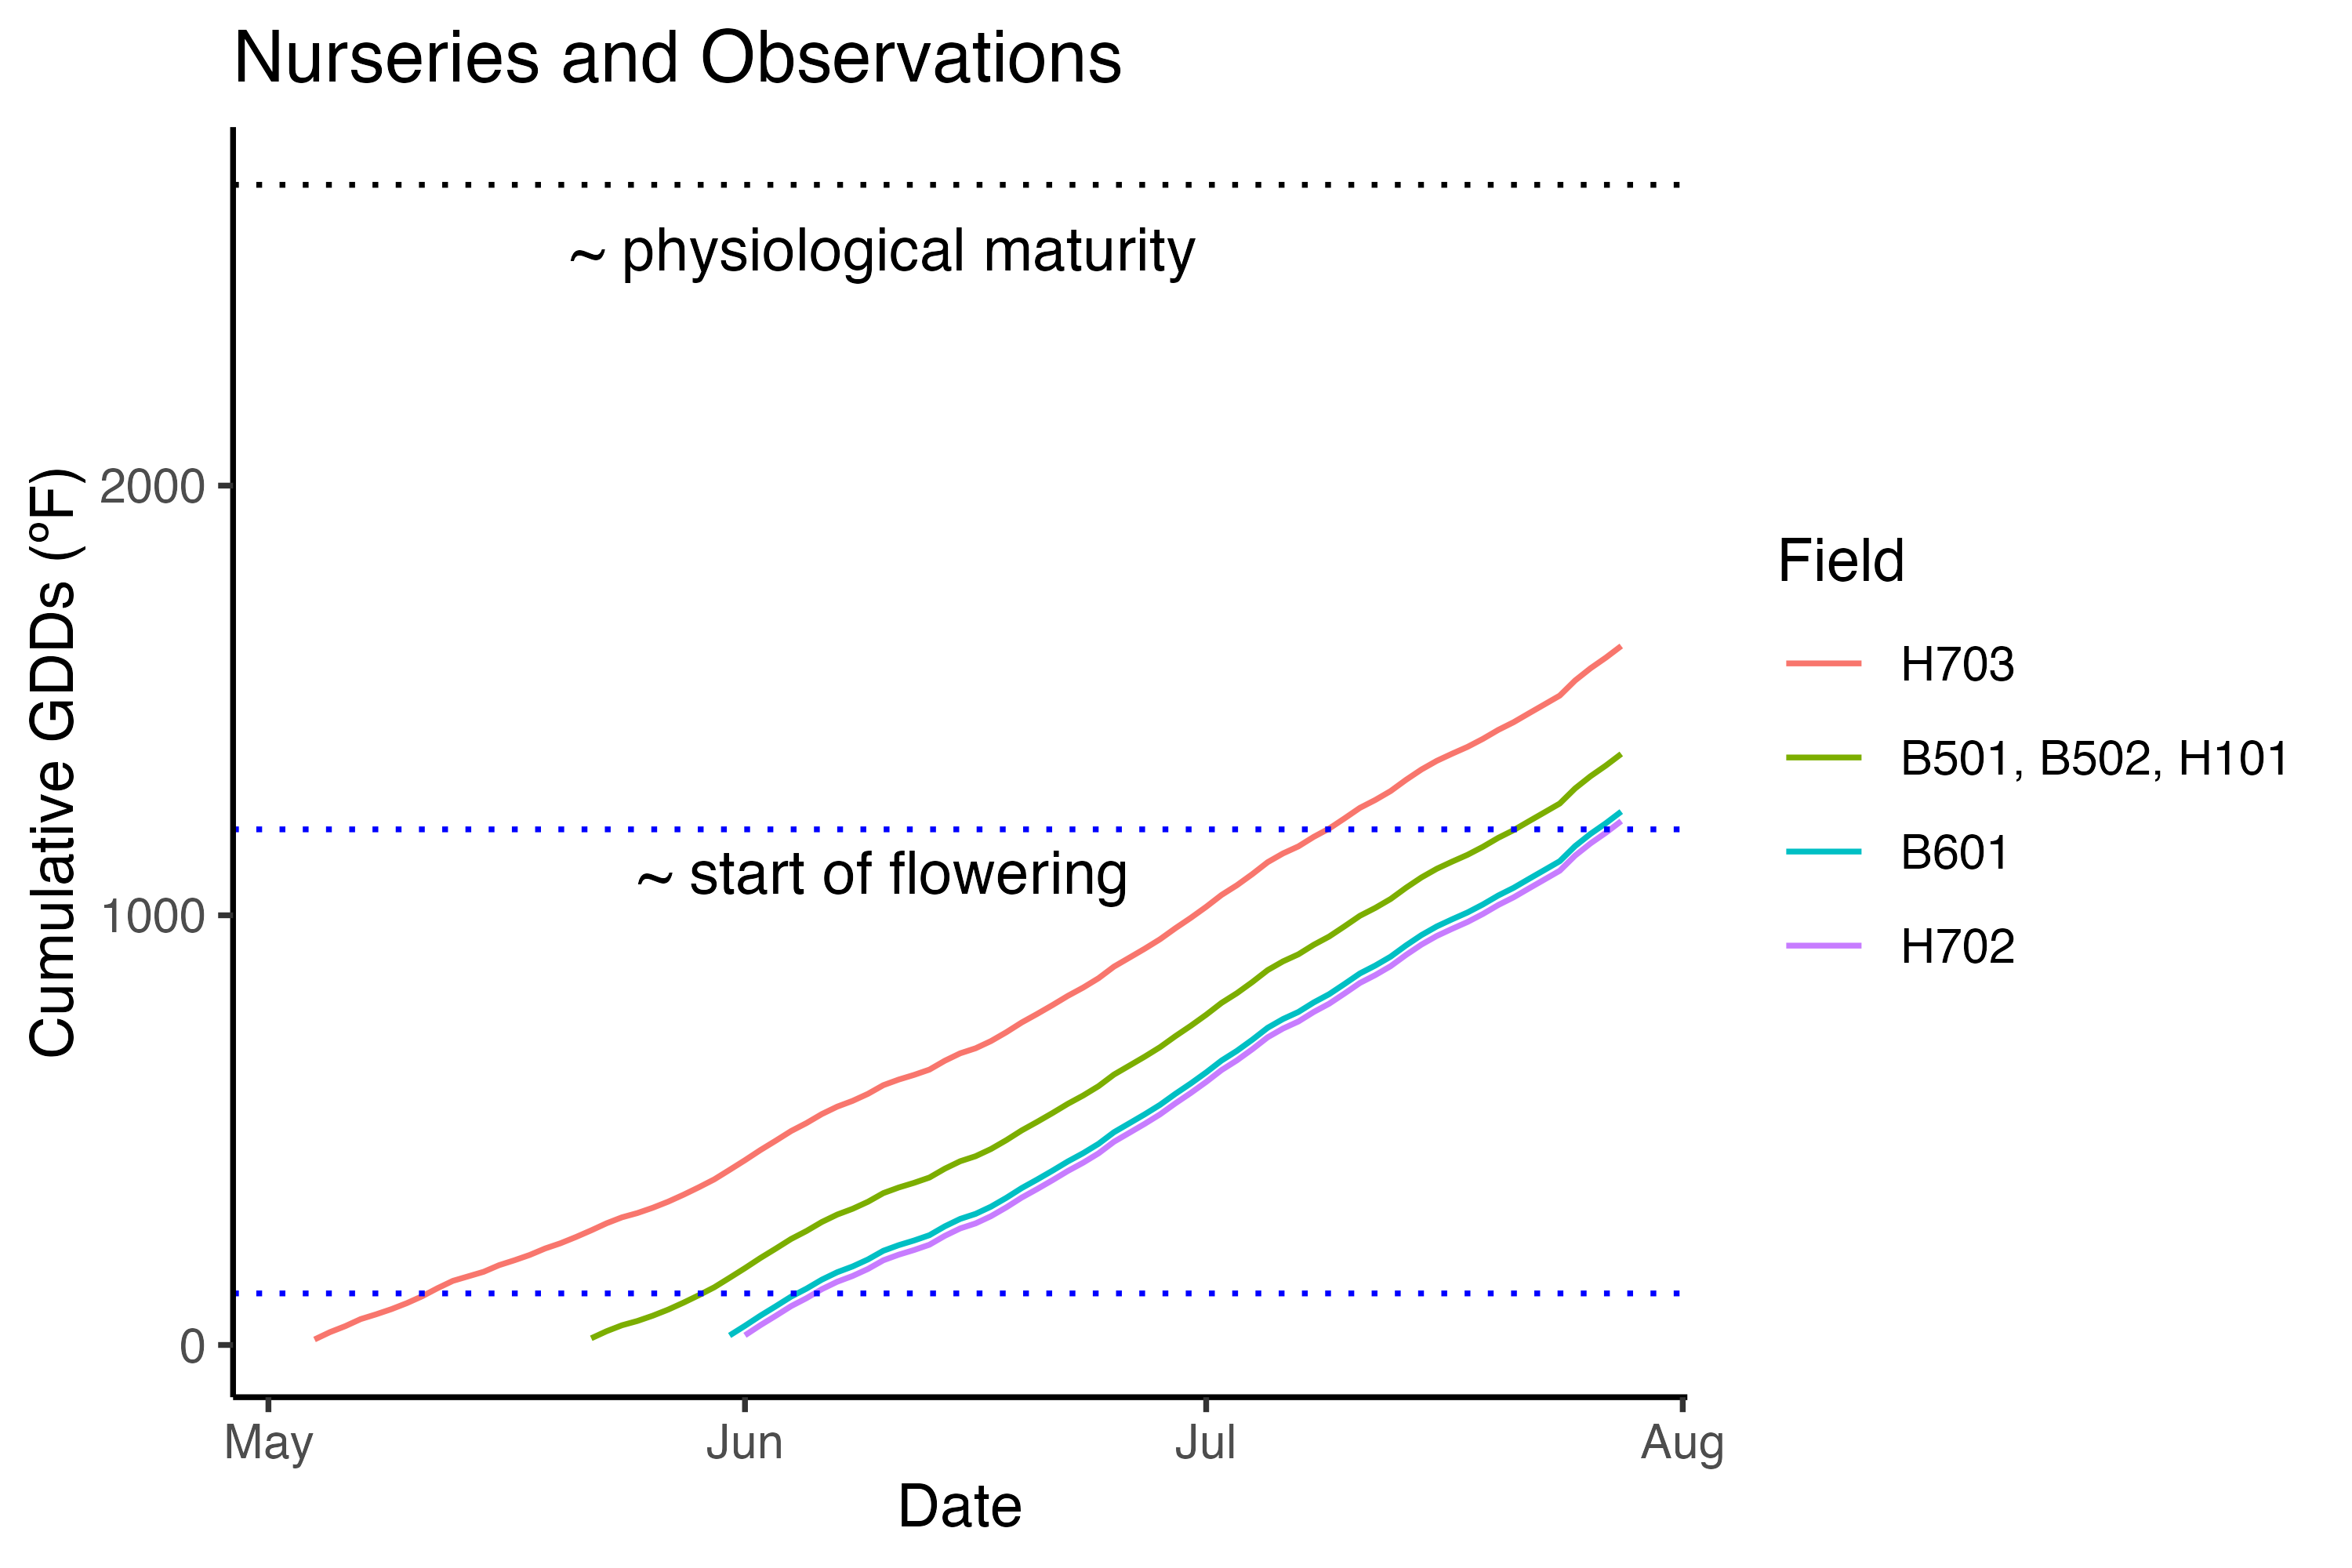 Nurseries and Observations
~ physiological maturity
~ start of flowering
Cumulative GDDs (ºF)
2000
1000
0
May
Jun
Jul
Aug
Date
Field
H703
B501, B502, H101
B601
H702